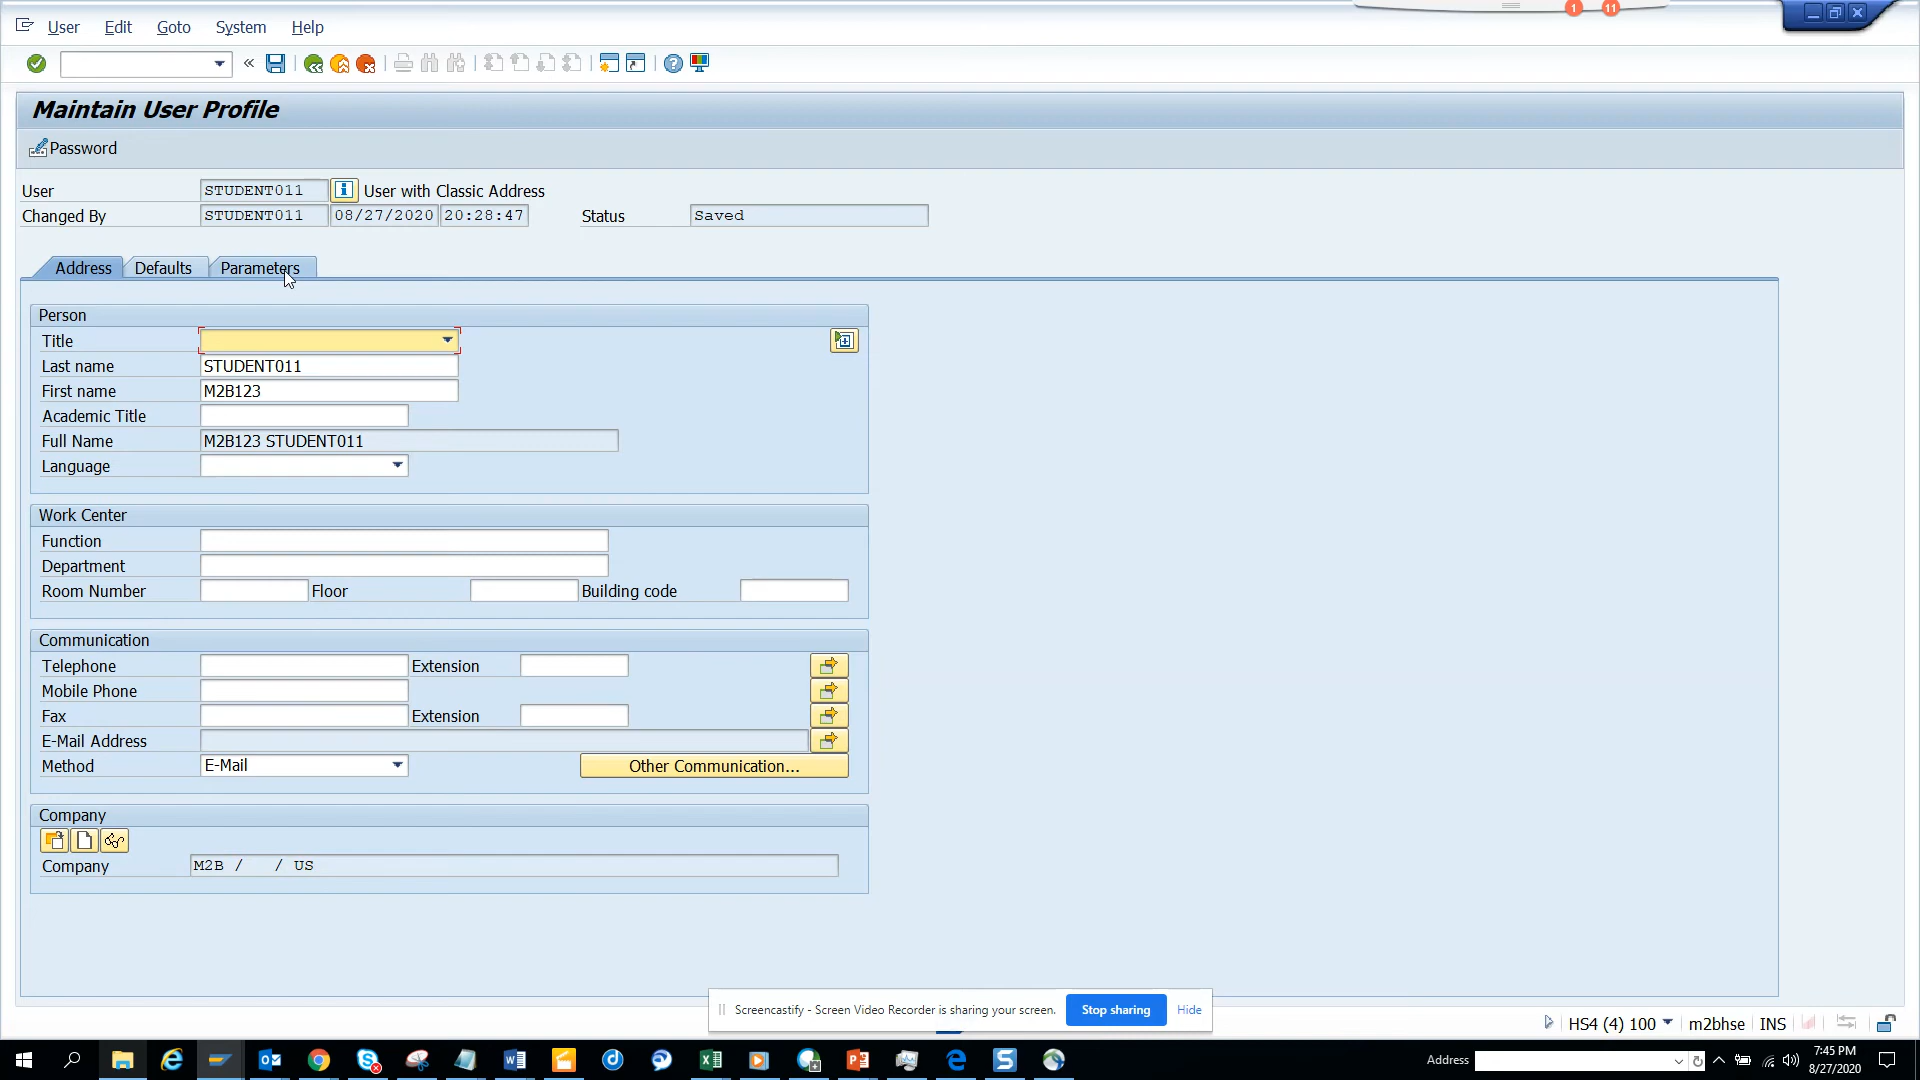 1 11
User Edit Goto System Help
Maintain User Profile
Password
User STUDENT011 User with Classic Address
Changed By STUDENT011 08/27/2020 20:28:47 Status Saved
Address Defaults Parameters
Person
Title
Last name STUDENT011
First name M2B123
Academic Title
Full Name M2B123 STUDENT011
Language
Work Center
Function
Department
Room Number Floor Building code
Communication
Telephone Extension
Mobile Phone
Fax Extension
E-Mail Address
Method E-Mail Other Communication...
Company
Company M2B / / US
Screencastify - Screen Video Recorder is sharing your screen. Stop sharing Hide
HS4 (4) 100 m2bhse INS
Address 7:45 PM
8/27/2020